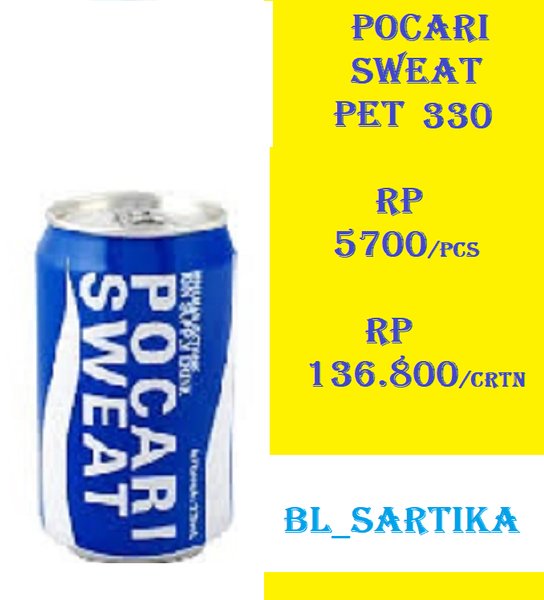 POCARI
SWEAT
PET 330
RP
5700/PCS
RP
136.800/CRTN
BL_SARTIKA
POCARI
SWEAT